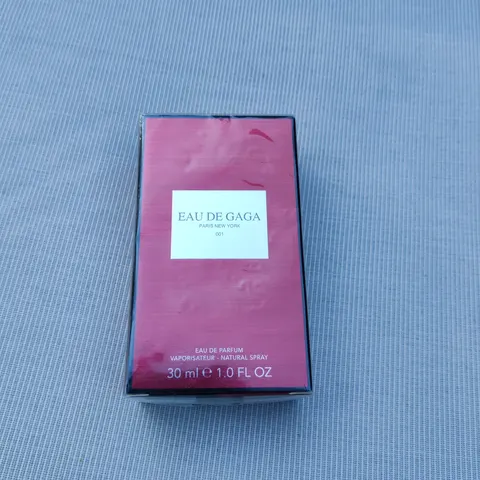 EAU DE GAGA
PARIS NEW YORK
001
EAU DE PARFUM
VAPORISATEUR - NATURAL SPRAY
30 ml ℮ 1.0 FL OZ